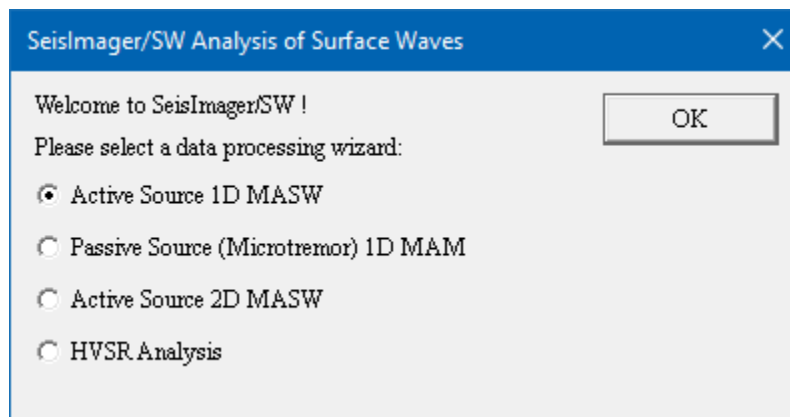 SeisImager/SW Analysis of Surface Waves
Welcome to SeisImager/SW !
OK
Please select a data processing wizard:
Active Source 1D MASW
Passive Source (Microtremor) 1D MAM
Active Source 2D MASW
HVSR Analysis